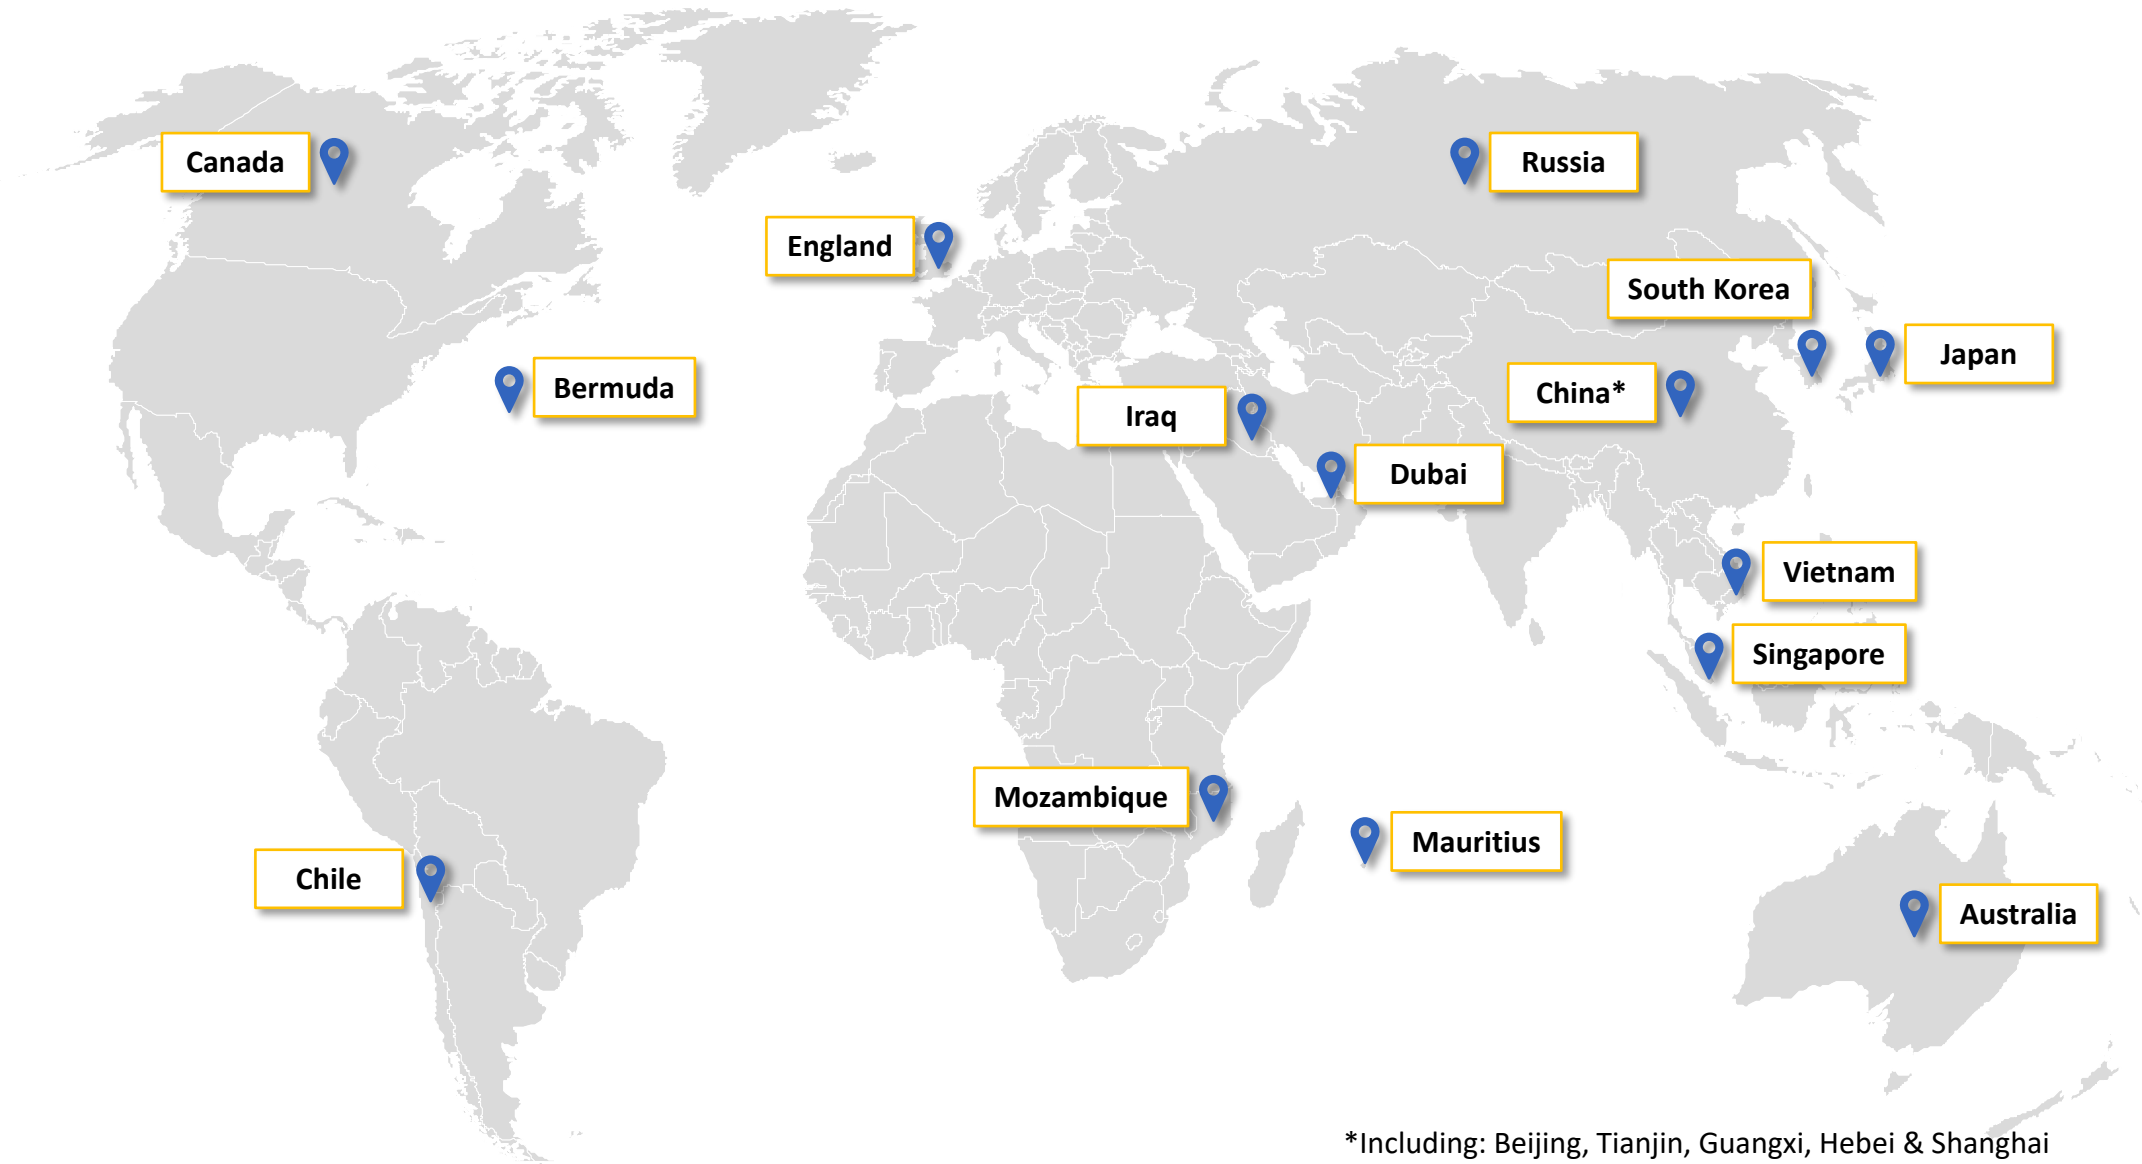 Canada
Russia
England
South Korea
Japan
Bermuda
China*
Iraq
Dubai
Vietnam
Singapore
Mozambique
Mauritius
Chile
Australia
*Including: Beijing, Tianjin, Guangxi, Hebei & Shanghai